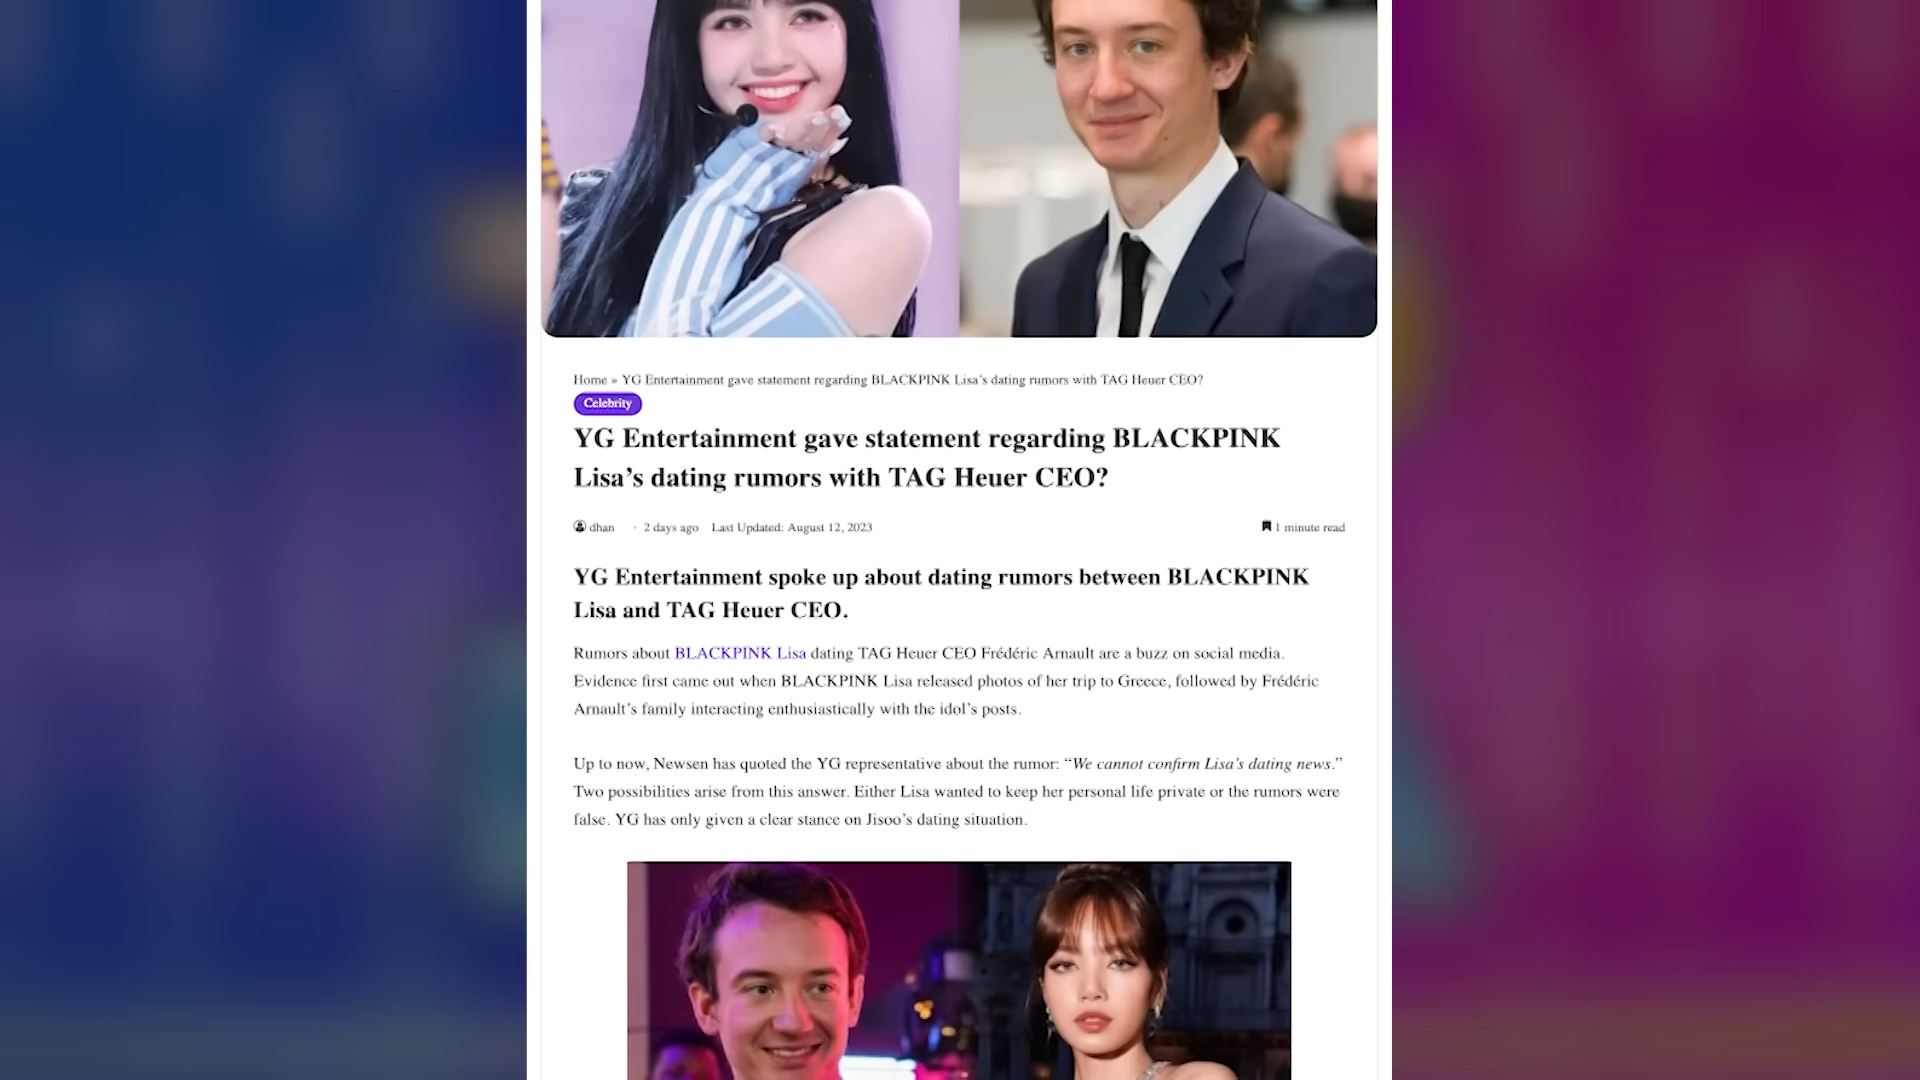 Home » YG Entertainment gave statement regarding BLACKPINK Lisa's dating rumors with TAG Heuer CEO?
Celebrity
YG Entertainment gave statement regarding BLACKPINK
Lisa's dating rumors with TAG Heuer CEO?
dhan • 2 days ago Last Updated: August 12, 2023 1 minute read
YG Entertainment spoke up about dating rumors between BLACKPINK
Lisa and TAG Heuer CEO.
Rumors about BLACKPINK Lisa dating TAG Heuer CEO Frédéric Arnault are a buzz on social media.
Evidence first came out when BLACKPINK Lisa released photos of her trip to Greece, followed by Frédéric
Arnault's family interacting enthusiastically with the idol's posts.
Up to now, Newsen has quoted the YG representative about the rumor: “We cannot confirm Lisa's dating news.”
Two possibilities arise from this answer. Either Lisa wanted to keep her personal life private or the rumors were
false. YG has only given a clear stance on Jisoo's dating situation.